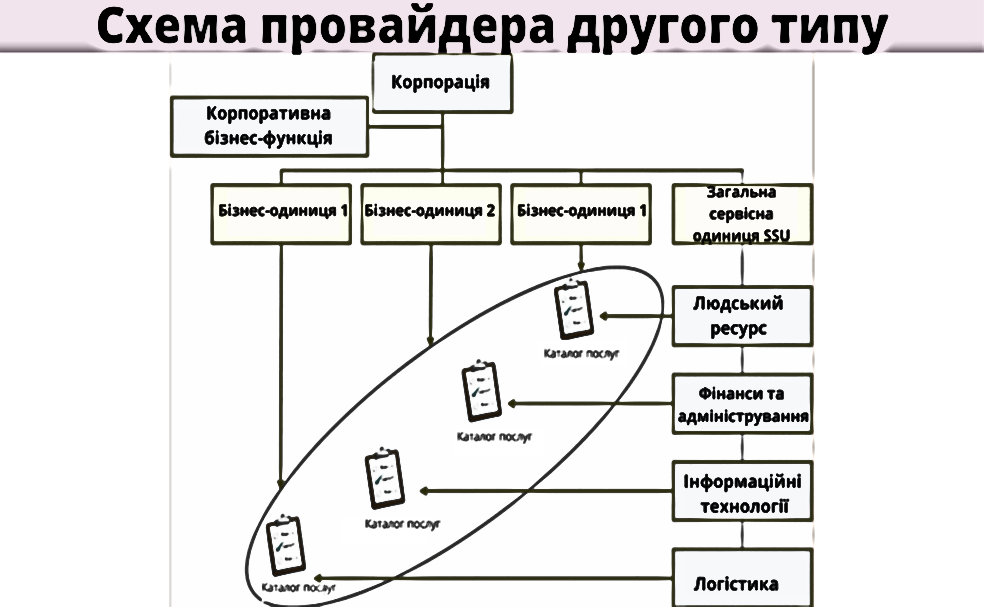 Схема провайдера другого типу
Корпорація
Корпоративна
бізнес-функція
Бізнес-одиниця 1
Бізнес-одиниця 2
Бізнес-одиниця 1
Загальна
сервісна
одиниця SSU
Людський
ресурс
Каталог послуг
Фінанси та
адміністрування
Каталог послуг
Інформаційні
технології
Каталог послуг
Логістика
Каталог послуг